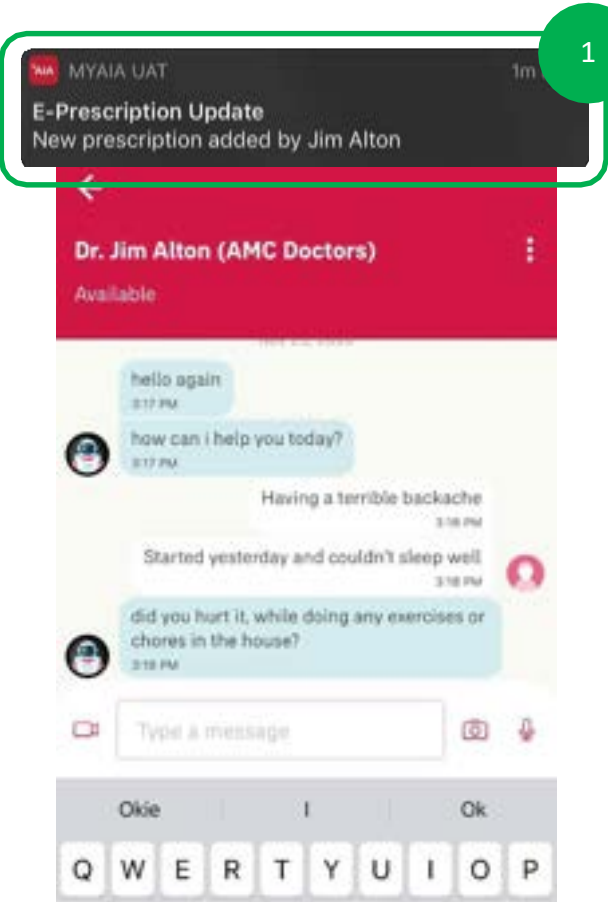 1
AIA MYAIA UAT 1m
E-Prescription Update
New prescription added by Jim Alton
Dr. Jim Alton (AMC Doctors)
Available
hello again
3:17 PM
how can i help you today?
3:17 PM
Having a terrible backache
3:18 PM
Started yesterday and couldn't sleep well
3:18 PM
did you hurt it, while doing any exercises or
chores in the house?
3:18 PM
Type a message
Okie I Ok
Q W E R T Y U I O P